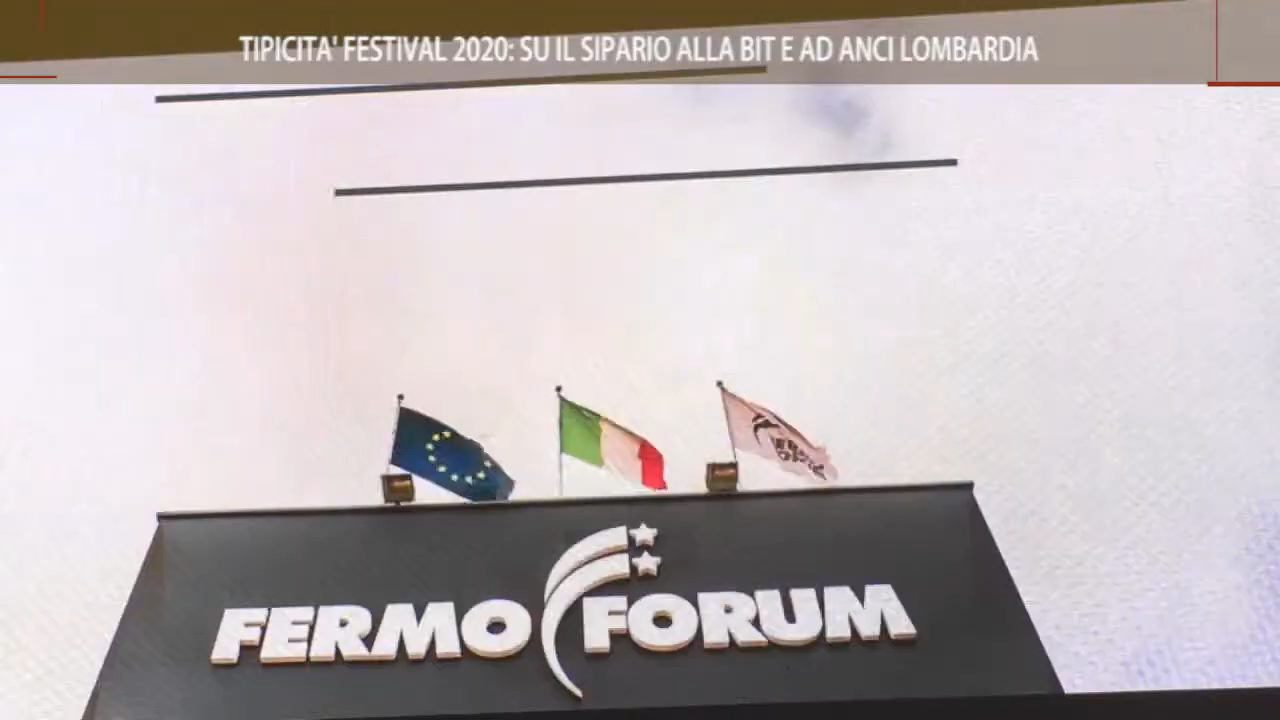 TIPICITA' FESTIVAL 2020: SU IL SIPARIO ALLA BIT E AD ANCI LOMBARDIA
FERMO FORUM